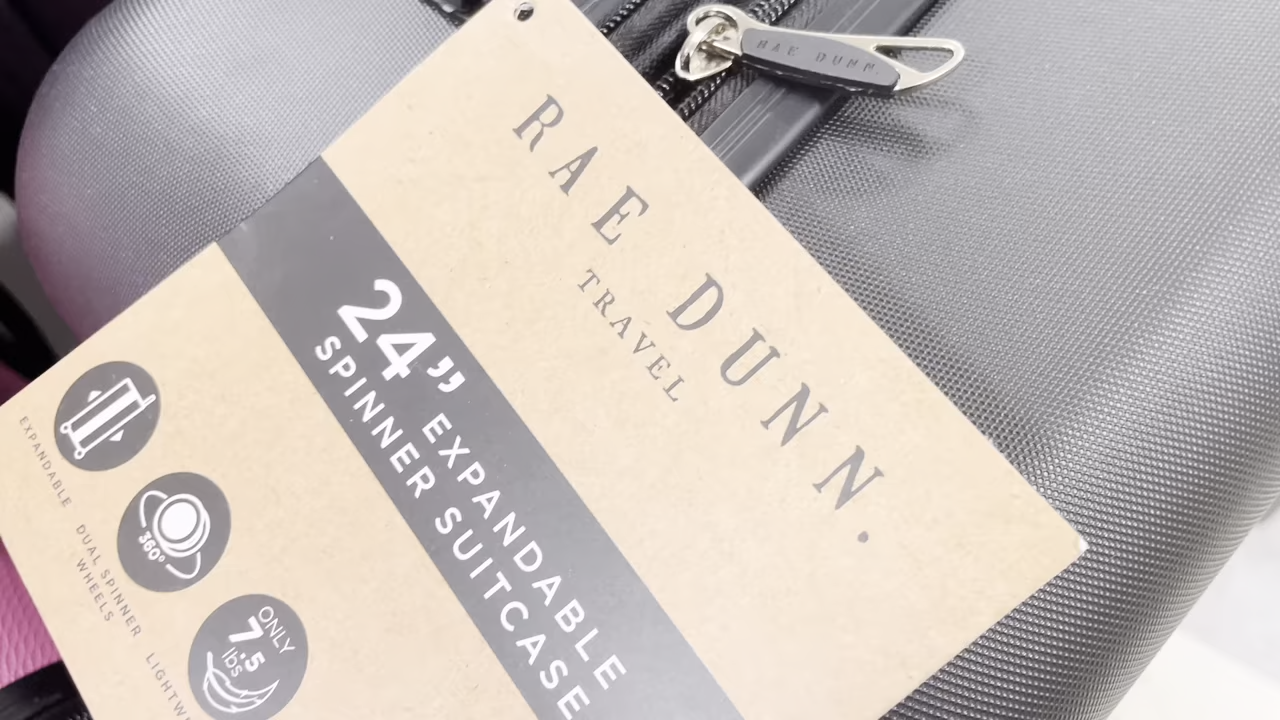 RAE DUNN.
RAE DUNN.
TRAVEL
24” EXPANDABLE
SPINNER SUITCASE
EXPANDABLE
360°
DUAL SPINNER
WHEELS
ONLY
7.5
lbs